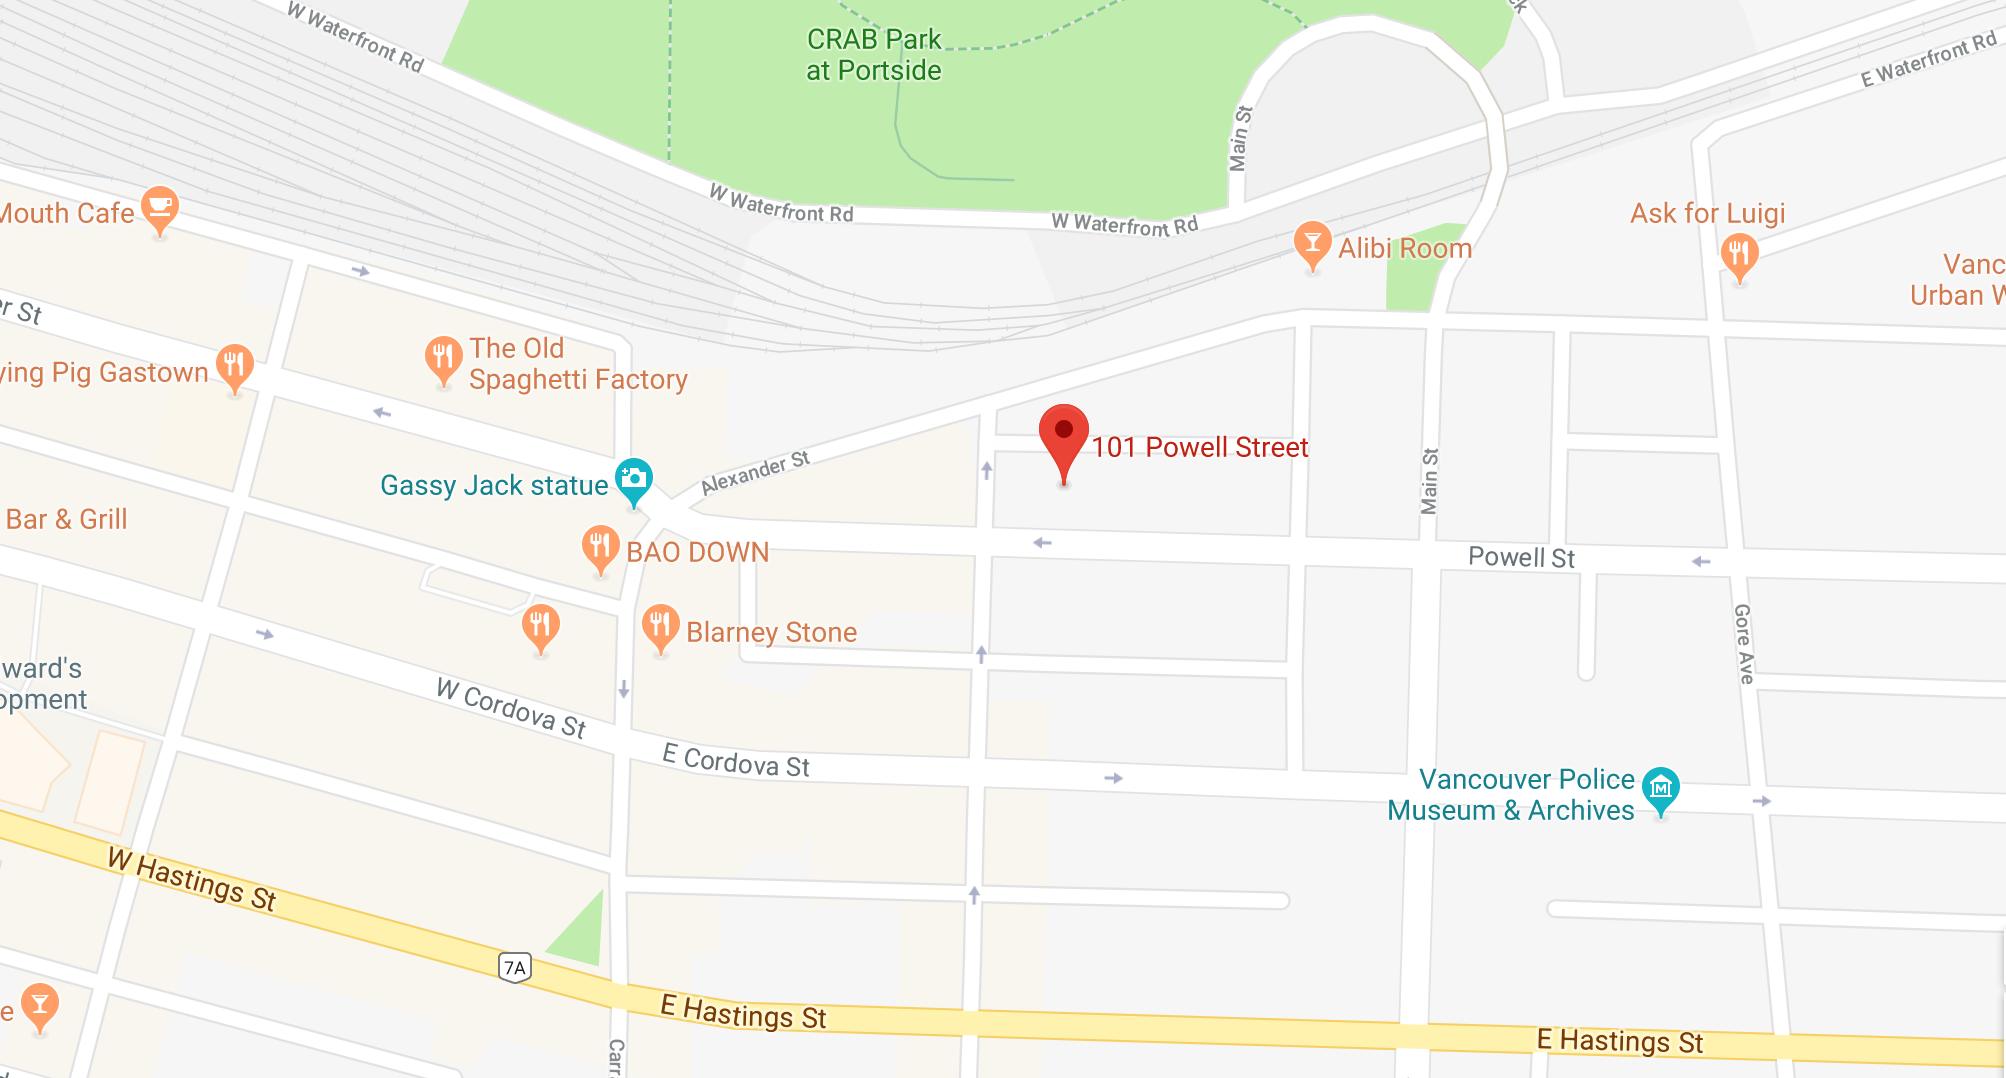 W Waterfront Rd
CRAB Park
at Portside
ck
E Waterfront Rd
Main St
W Waterfront Rd
W Waterfront Rd
Mouth Cafe
Ask for Luigi
Alibi Room
Vanc
Urban W
er St
The Old
Spaghetti Factory
ying Pig Gastown
101 Powell Street
Alexander St
Gassy Jack statue
Main St
Bar & Grill
BAO DOWN
Powell St
Blarney Stone
Gore Ave
ward's
opment
W Cordova St
E Cordova St
Vancouver Police
Museum & Archives
M
W Hastings St
7A
E Hastings St
E Hastings St
e
Carr